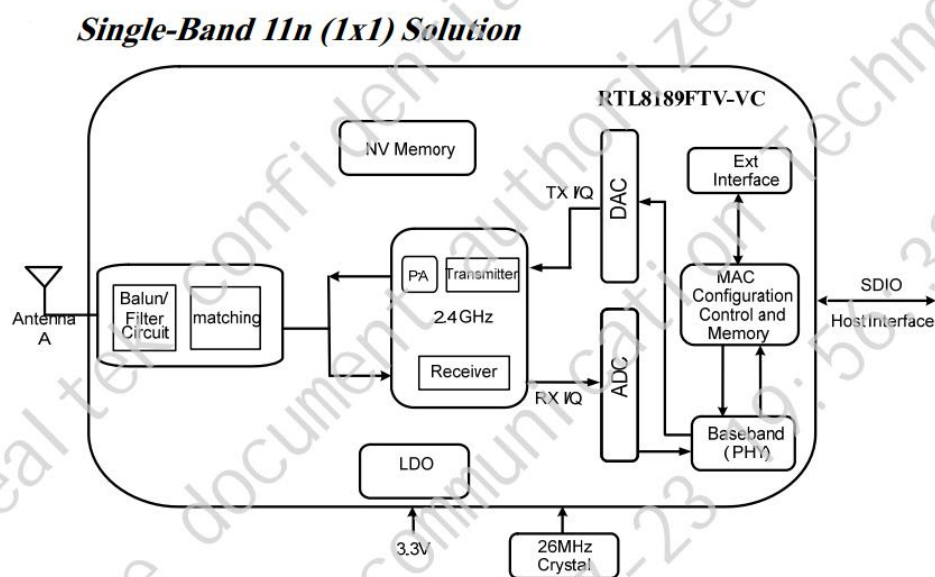 Single-Band 11n (1x1) Solution
RTL8189FTV-VC
NV Memory
Ext
Interface
TX I/Q
DAC
PA
Transmitter
2.4GHz
Receiver
MAC
Configuration
Control and
Memory
SDIO
Host Interface
Antenna
A
Balun/
Filter
Circuit
matching
RX I/Q
ADC
Baseband
(PHY)
LDO
3.3V
26MHz
Crystal